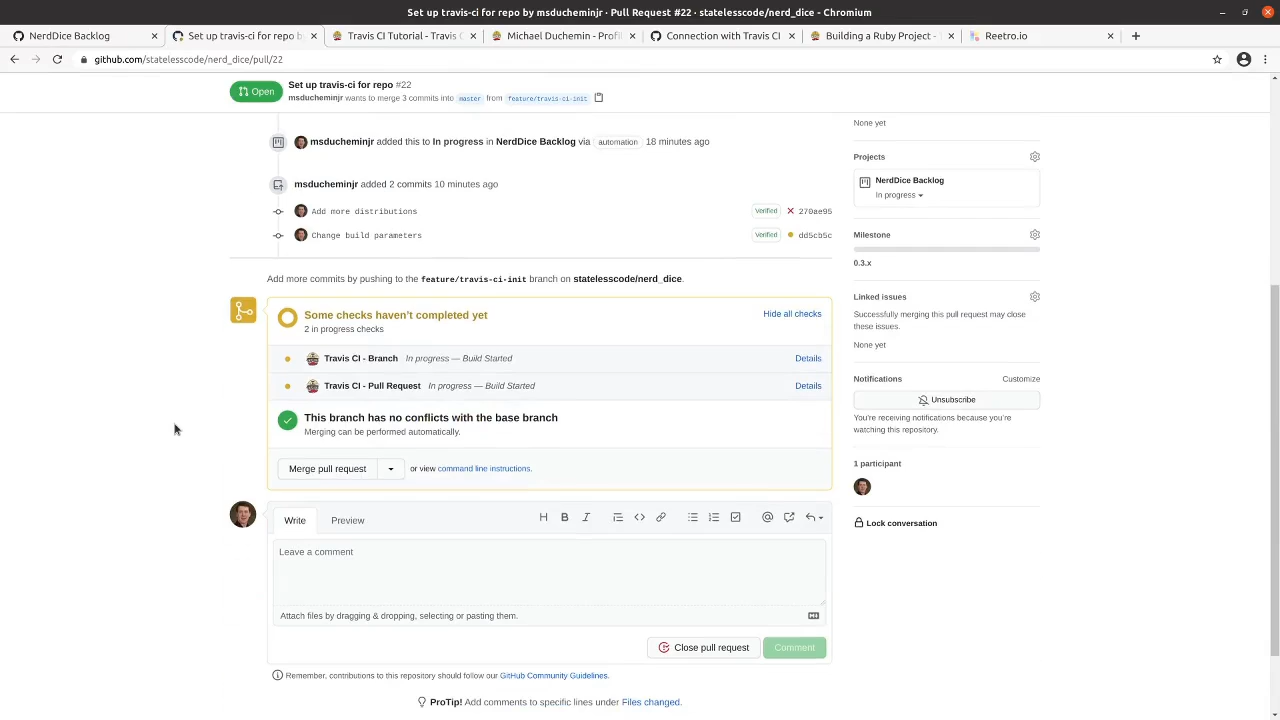 Set up travis-ci for repo by msducheminjr · Pull Request #22 · statelesscode/nerd_dice - Chromium
NerdDice Backlog
Set up travis-ci for repo b
Travis CI Tutorial - Travis C
Michael Duchemin - Profi
Connection with Travis CI
Building a Ruby Project -
Reetro.io
github.com/statelesscode/nerd_dice/pull/22
Open
Set up travis-ci for repo #22
msducheminjr wants to merge 3 commits into master from feature/travis-ci-init
msducheminjr added this to In progress in NerdDice Backlog via automation 18 minutes ago
msducheminjr added 2 commits 10 minutes ago
Add more distributions Verified 270ae95
Change build parameters Verified dd5cb5c
Add more commits by pushing to the feature/travis-ci-init branch on statelesscode/nerd_dice.
Some checks haven't completed yet
Hide all checks
2 in progress checks
Travis CI - Branch In progress — Build Started Details
Travis CI - Pull Request In progress — Build Started Details
This branch has no conflicts with the base branch
Merging can be performed automatically.
Merge pull request or view command line instructions.
Write Preview
Leave a comment
Attach files by dragging & dropping, selecting or pasting them.
Close pull request Comment
Remember, contributions to this repository should follow our GitHub Community Guidelines.
ProTip! Add comments to specific lines under Files changed.
None yet
Projects
NerdDice Backlog
In progress
Milestone
0.3.x
Linked issues
Successfully merging this pull request may close
these issues.
None yet
Notifications Customize
Unsubscribe
You're receiving notifications because you're
watching this repository.
1 participant
Lock conversation